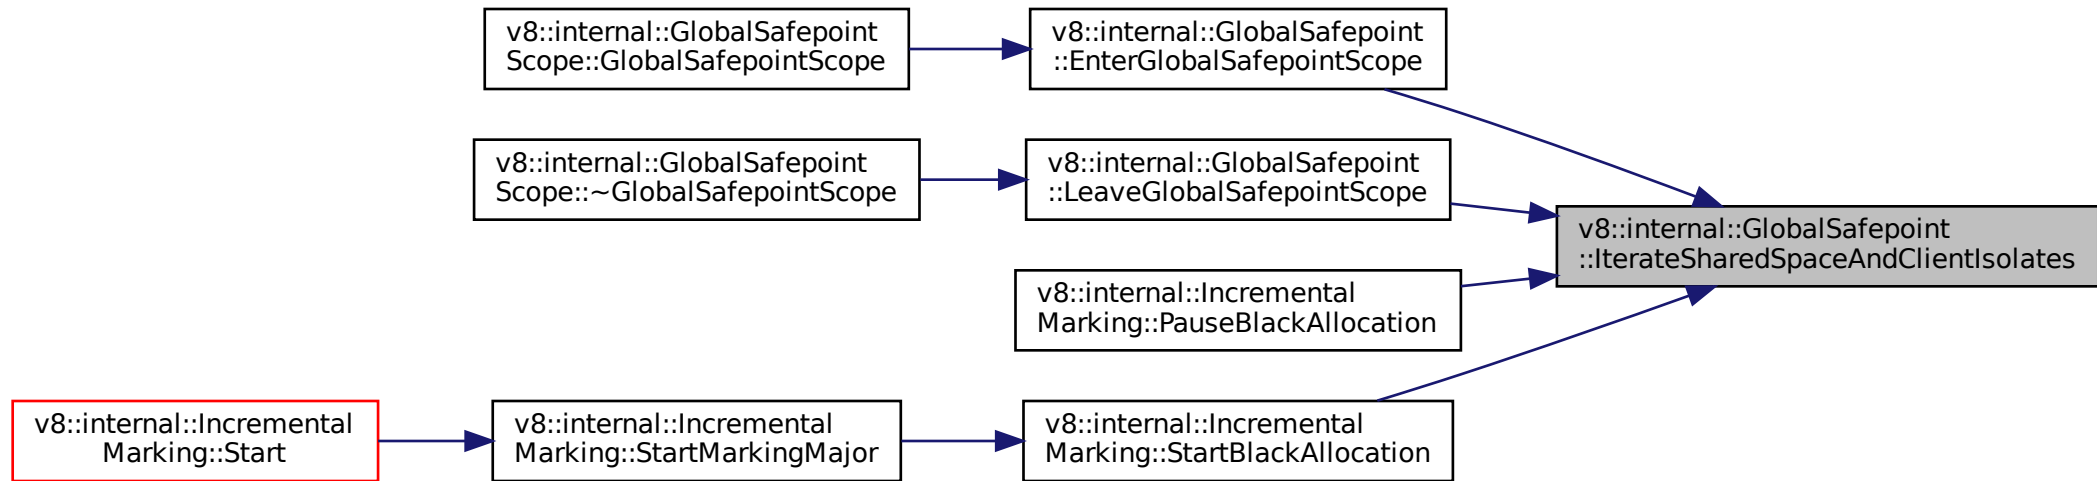 v8::internal::GlobalSafepoint
Scope::GlobalSafepointScope
v8::internal::GlobalSafepoint
::EnterGlobalSafepointScope
v8::internal::GlobalSafepoint
Scope::~GlobalSafepointScope
v8::internal::GlobalSafepoint
::LeaveGlobalSafepointScope
v8::internal::GlobalSafepoint
::IterateSharedSpaceAndClientIsolates
v8::internal::Incremental
Marking::PauseBlackAllocation
v8::internal::Incremental
Marking::Start
v8::internal::Incremental
Marking::StartMarkingMajor
v8::internal::Incremental
Marking::StartBlackAllocation